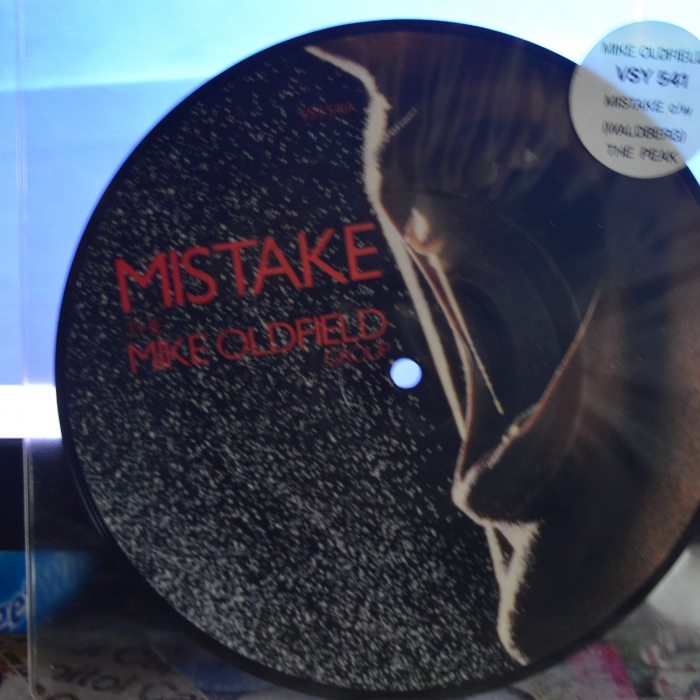 MIKE OLDFIELD
VSY 541
MISTAKE c/w
(WALDBERG)
THE PEAK
MISTAKE
THE
MIKE OLDFIELD
GROUP